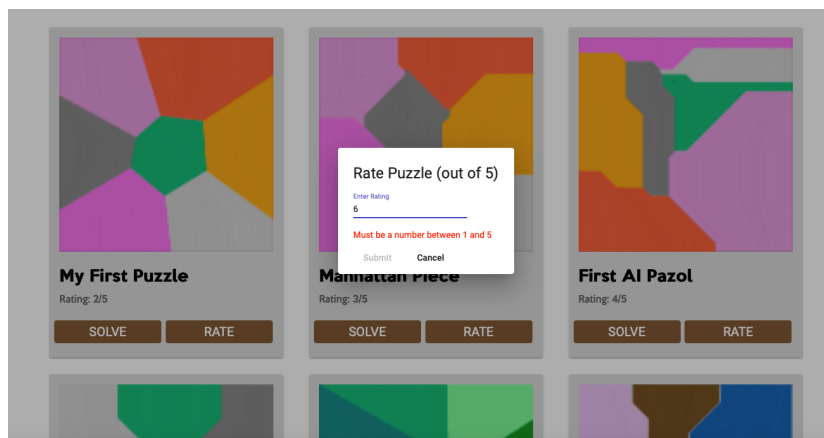 Rate Puzzle (out of 5)
Enter Rating
6
Must be a number between 1 and 5
Submit Cancel
My First Puzzle
Rating: 2/5
SOLVE RATE
Manhattan Piece
Rating: 3/5
SOLVE RATE
First AI Pazol
Rating: 4/5
SOLVE RATE